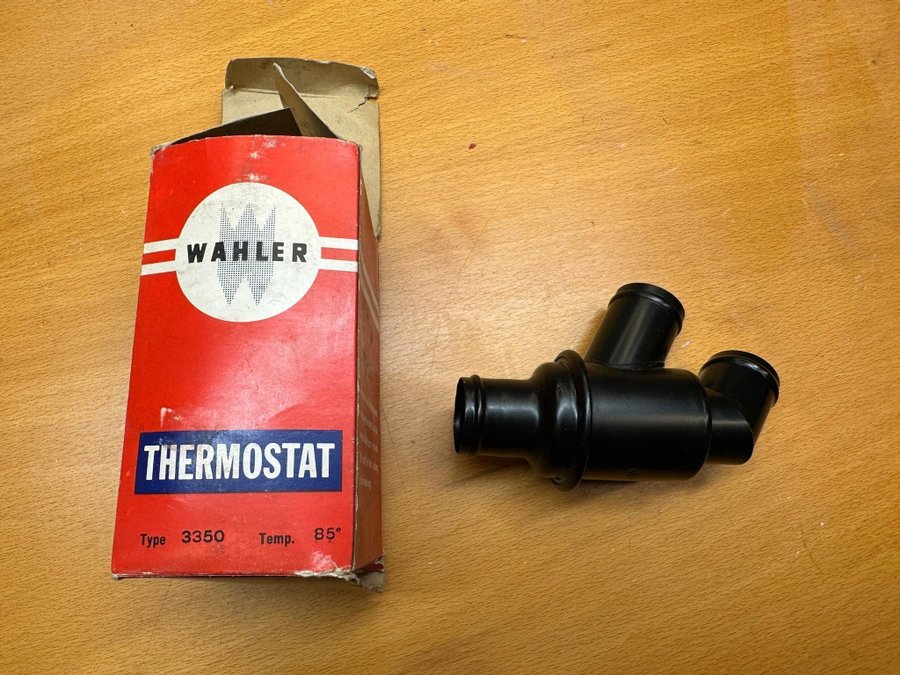 WAHLER
THERMOSTAT
Type 3350 Temp. 85°